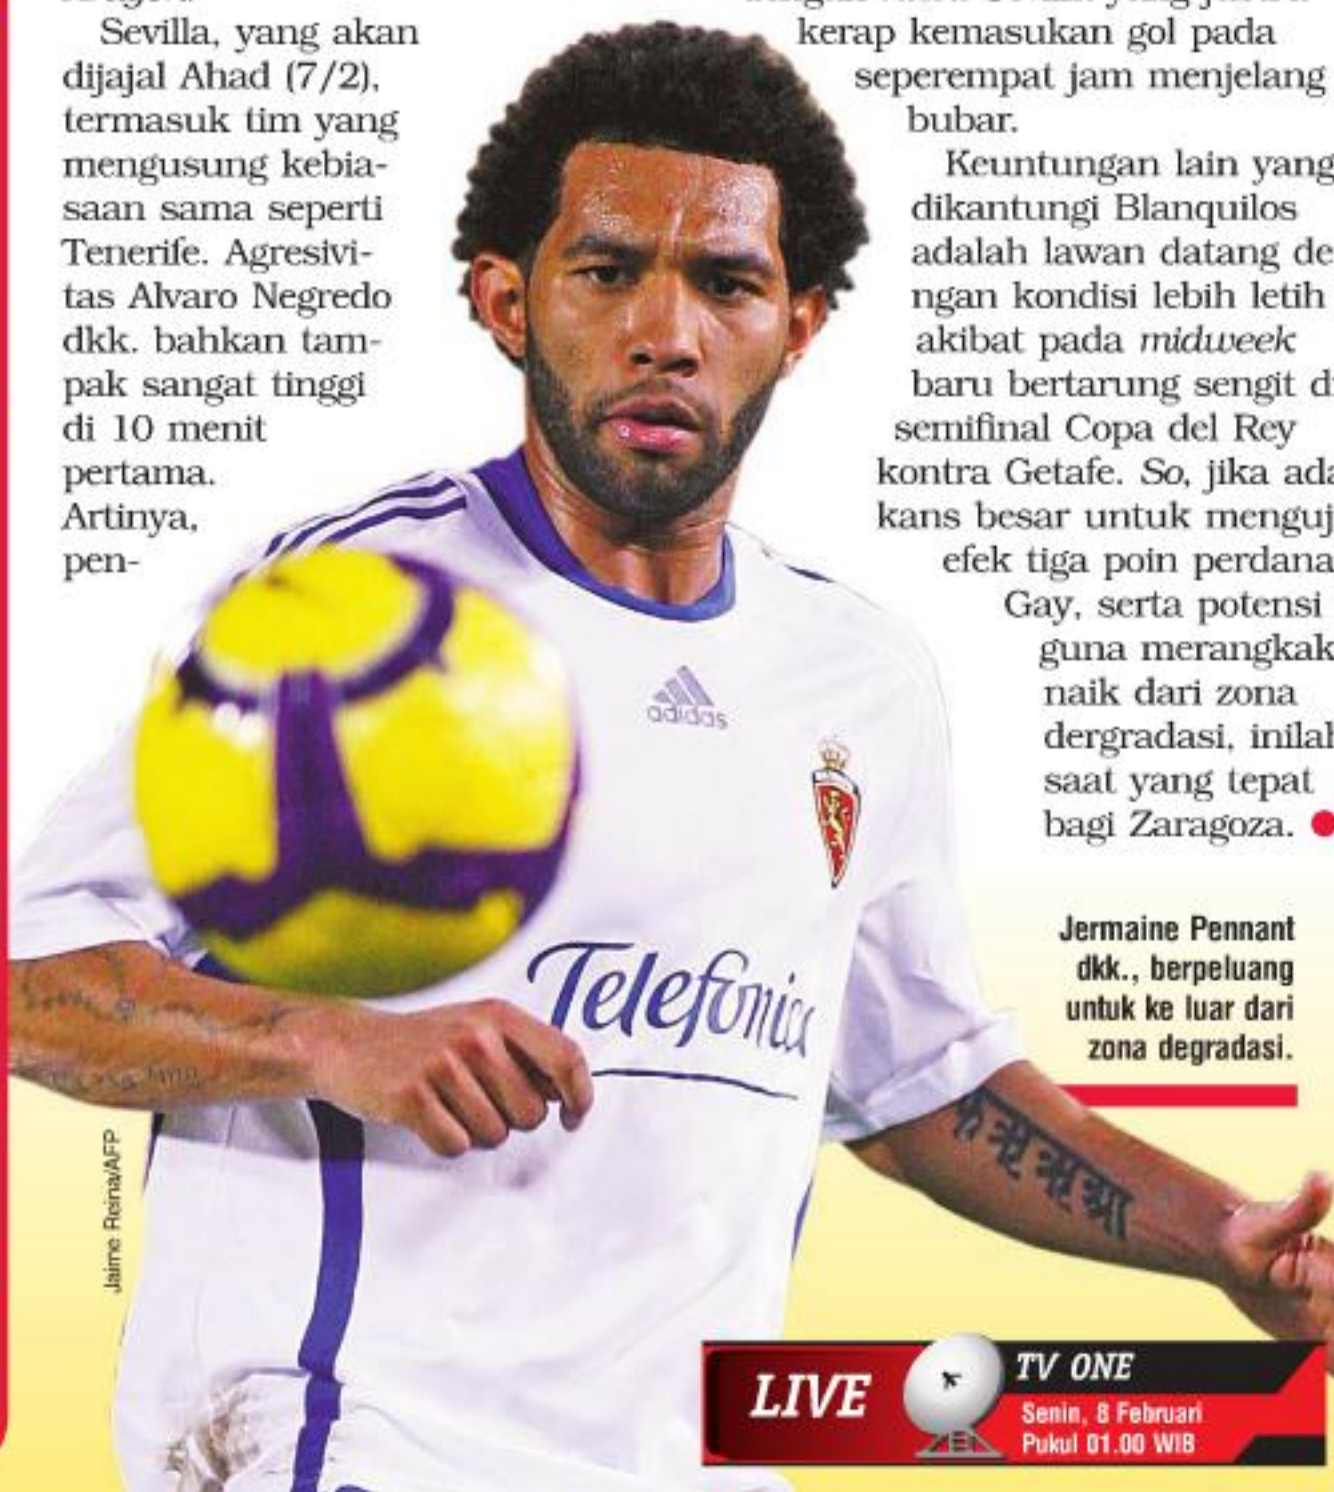 Sevilla, yang akan
dijajal Ahad (7/2),
termasuk tim yang
mengusung kebia-
saan sama seperti
Tenerife. Agresivi-
tas Alvaro Negredo
dkk. bahkan tam-
pak sangat tinggi
di 10 menit
pertama.
Artinya,
pen-
kerap kemasukan gol pada
seperempat jam menjelang
bubar.
Keuntungan lain yang
dikantungi Blanquilos
adalah lawan datang de
ngan kondisi lebih letih
akibat pada midweek
baru bertarung sengit di
semifinal Copa del Rey
kontra Getafe. So, jika ada
kans besar untuk menguj
efek tiga poin perdana
Gay, serta potensi
guna merangkak
naik dari zona
dergradasi, inilah
saat yang tepat
bagi Zaragoza.
adidas
Telefonica
Jermaine Pennant
dkk., berpeluang
untuk ke luar dari
zona degradasi.
Jaime Reina/AFP
LIVE
TV ONE
Senin, 8 Februari
Pukul 01.00 WIB